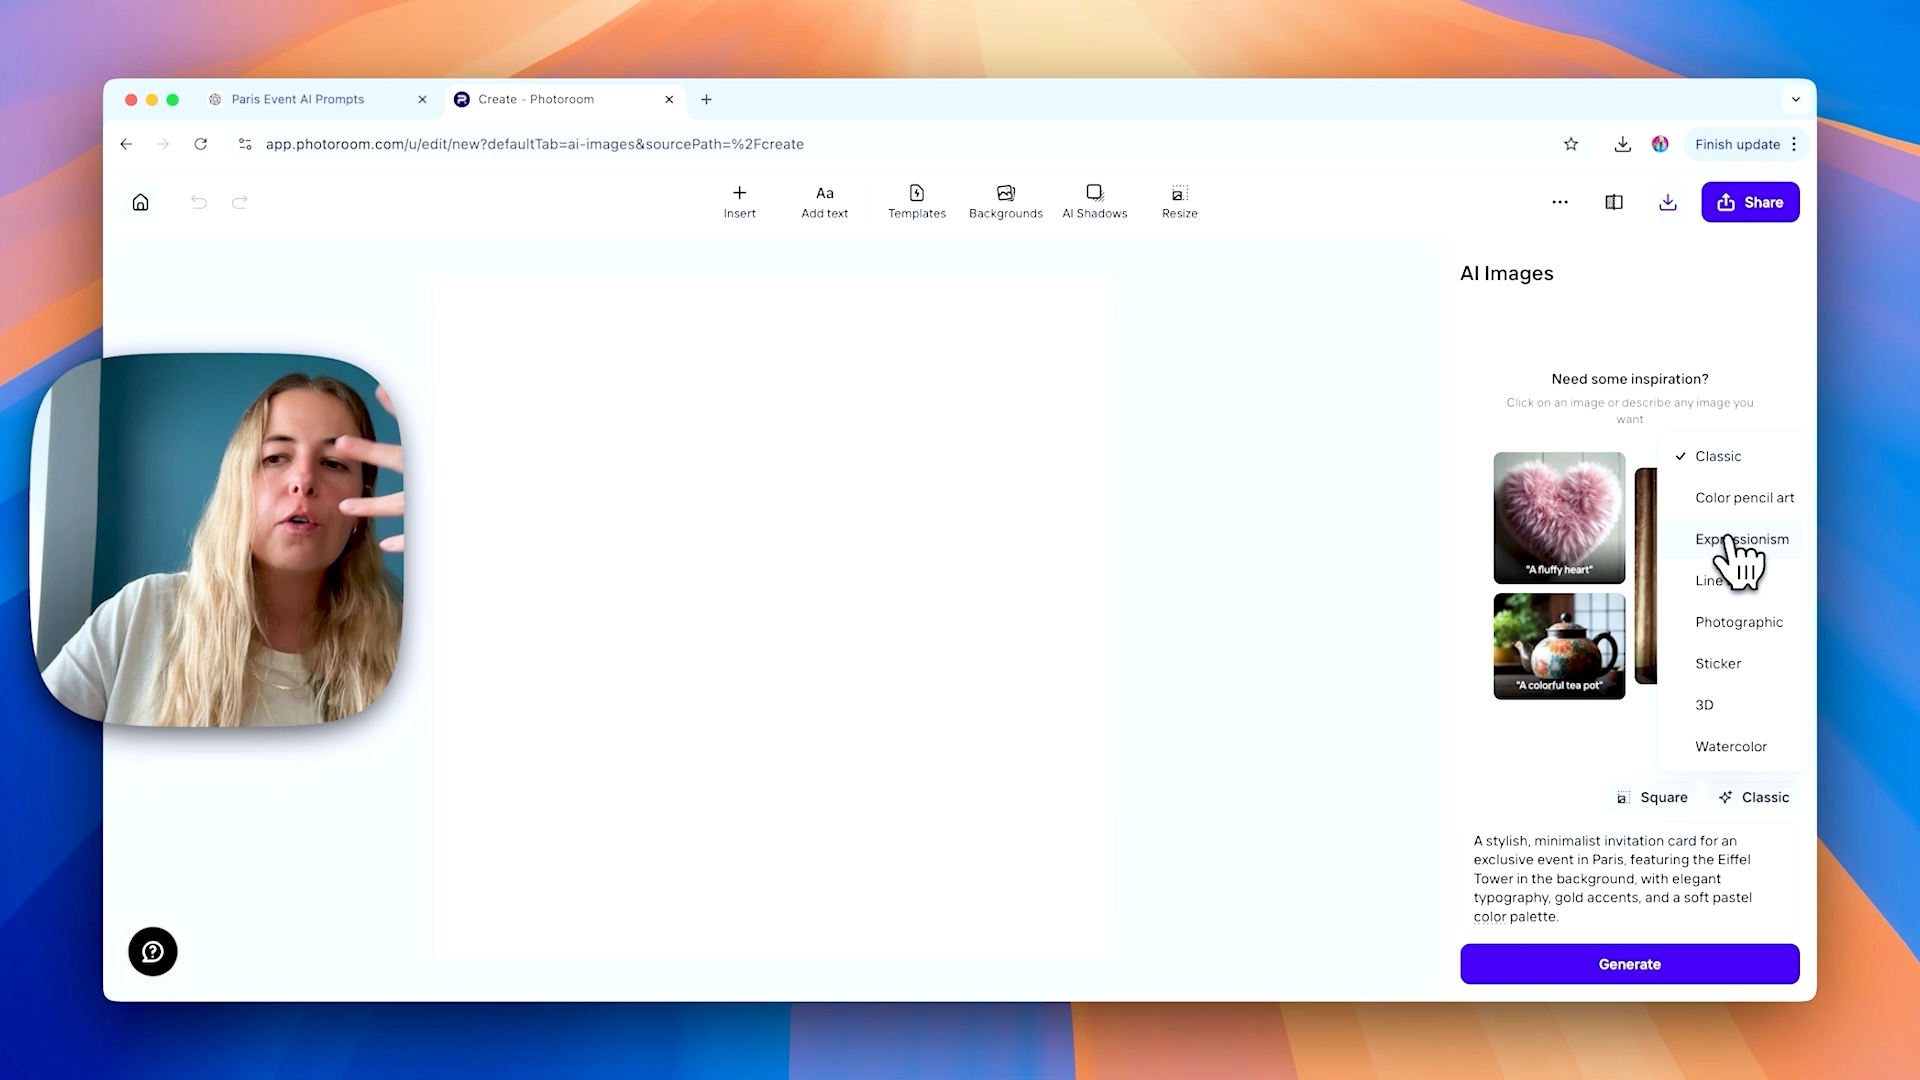 Paris Event AI Prompts
Create - Photoroom
app.photoroom.com/u/edit/new?defaultTab=ai-images&sourcePath=%2Fcreate
Finish update
Insert
Aa
Add text
Templates
Backgrounds
AI Shadows
Resize
Share
AI Images
Need some inspiration?
Click on an image or describe any image you
want
"A fluffy heart"
"A colorful tea pot"
Classic
Color pencil art
Expressionism
Line
Photographic
Sticker
3D
Watercolor
Square
Classic
A stylish, minimalist invitation card for an
exclusive event in Paris, featuring the Eiffel
Tower in the background, with elegant
typography, gold accents, and a soft pastel
color palette.
Generate